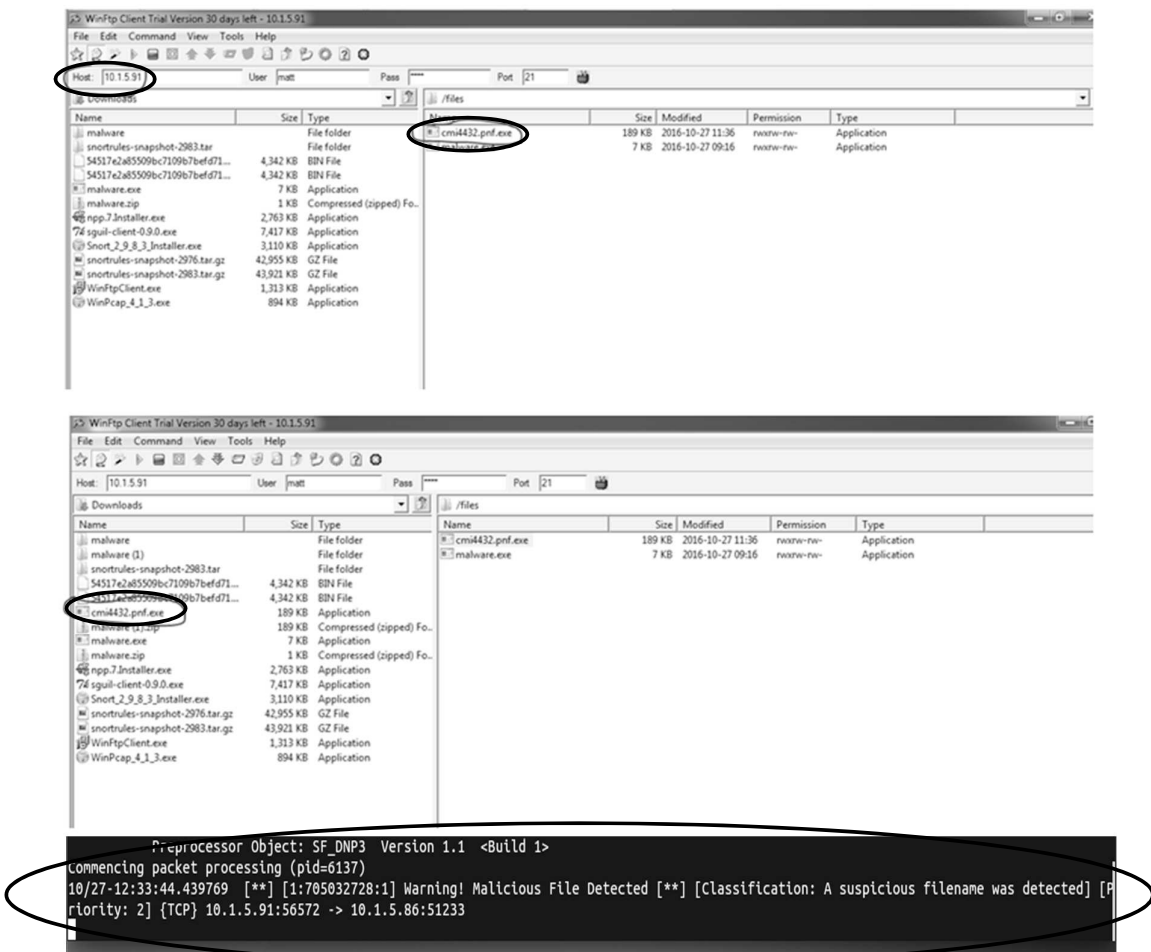 WinFtp Client Trial Version 30 days left - 10.1.5.91
File Edit Command View Tools Help
Host: 10.1.5.91 User matt Pass **** Port 21
Downloads /files
Name Size Type Name Size Modified Permission Type
malware File folder cmi4432.pnf.exe 189 KB 2016-10-27 11:36 rwxrw-rw- Application
snortrules-snapshot-2983.tar File folder malware.exe 7 KB 2016-10-27 09:16 rwxrw-rw- Application
54517e2a85509bc7109b7befd71... 4,342 KB BIN File
54517e2a85509bc7109b7befd71... 4,342 KB BIN File
malware.exe 7 KB Application
malware.zip 1 KB Compressed (zipped) Fo...
npp.7.Installer.exe 2,763 KB Application
sguil-client-0.9.0.exe 7,417 KB Application
Snort_2_9_8_3_Installer.exe 3,110 KB Application
snortrules-snapshot-2976.tar.gz 42,955 KB GZ File
snortrules-snapshot-2983.tar.gz 43,921 KB GZ File
WinFtpClient.exe 1,313 KB Application
WinPcap_4_1_3.exe 894 KB Application
WinFtp Client Trial Version 30 days left - 10.1.5.91
File Edit Command View Tools Help
Host: 10.1.5.91 User matt Pass **** Port 21
Downloads /files
Name Size Type Name Size Modified Permission Type
malware File folder cmi4432.pnf.exe 189 KB 2016-10-27 11:36 rwxrw-rw- Application
malware (1) File folder malware.exe 7 KB 2016-10-27 09:16 rwxrw-rw- Application
snortrules-snapshot-2983.tar File folder
54517e2a85509bc7109b7befd71... 4,342 KB BIN File
54517e2a85509bc7109b7befd71... 4,342 KB BIN File
cmi4432.pnf.exe 189 KB Application
malware (1).zip 189 KB Compressed (zipped) Fo...
malware.exe 7 KB Application
malware.zip 1 KB Compressed (zipped) Fo...
npp.7.Installer.exe 2,763 KB Application
sguil-client-0.9.0.exe 7,417 KB Application
Snort_2_9_8_3_Installer.exe 3,110 KB Application
snortrules-snapshot-2976.tar.gz 42,955 KB GZ File
snortrules-snapshot-2983.tar.gz 43,921 KB GZ File
WinFtpClient.exe 1,313 KB Application
WinPcap_4_1_3.exe 894 KB Application
Preprocessor Object: SF_DNP3 Version 1.1 <Build 1>
Commencing packet processing (pid=6137)
10/27-12:33:44.439769 [**] [1:705032728:1] Warning! Malicious File Detected [**] [Classification: A suspicious filename was detected] [P
riority: 2] {TCP} 10.1.5.91:56572 -> 10.1.5.86:51233